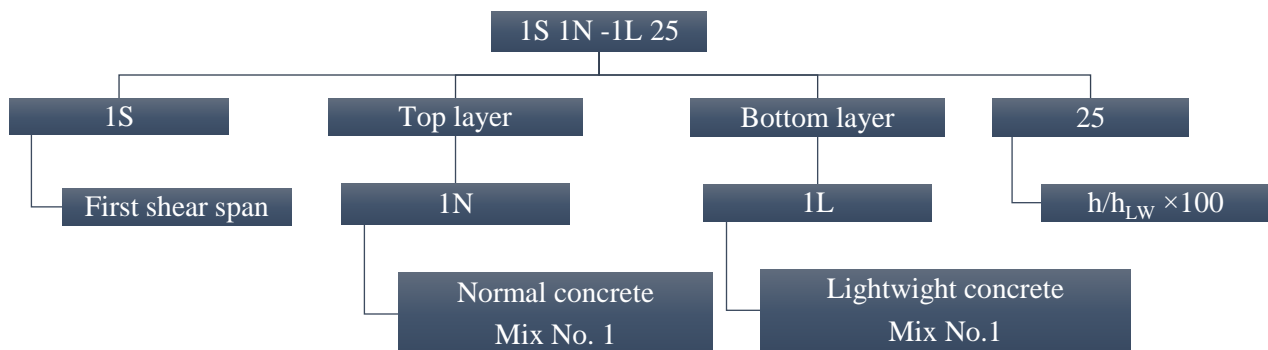 1S 1N -1L 25
1S
Top layer
Bottom layer
25
First shear span
1N
1L
h/hLW ×100
Normal concrete
Mix No. 1
Lightwight concrete
Mix No.1